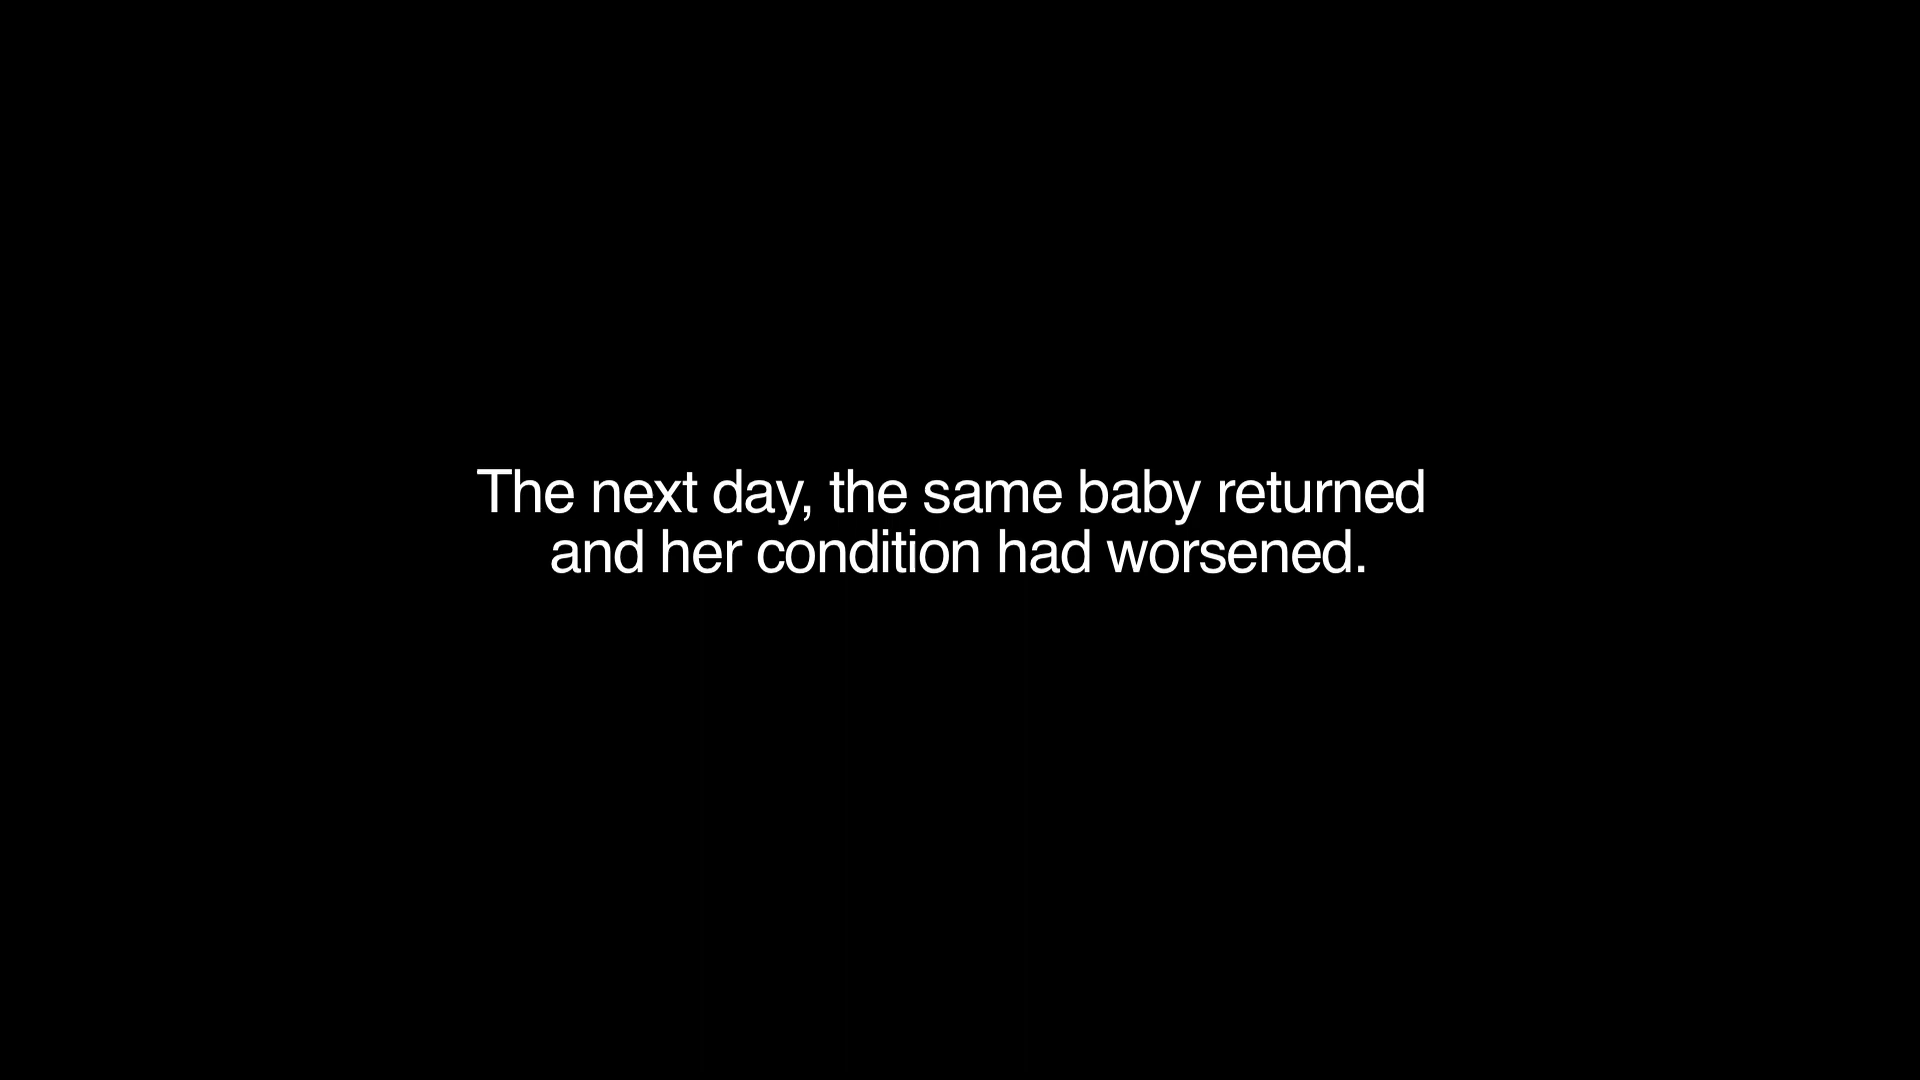 The next day, the same baby returned
and her condition had worsened.